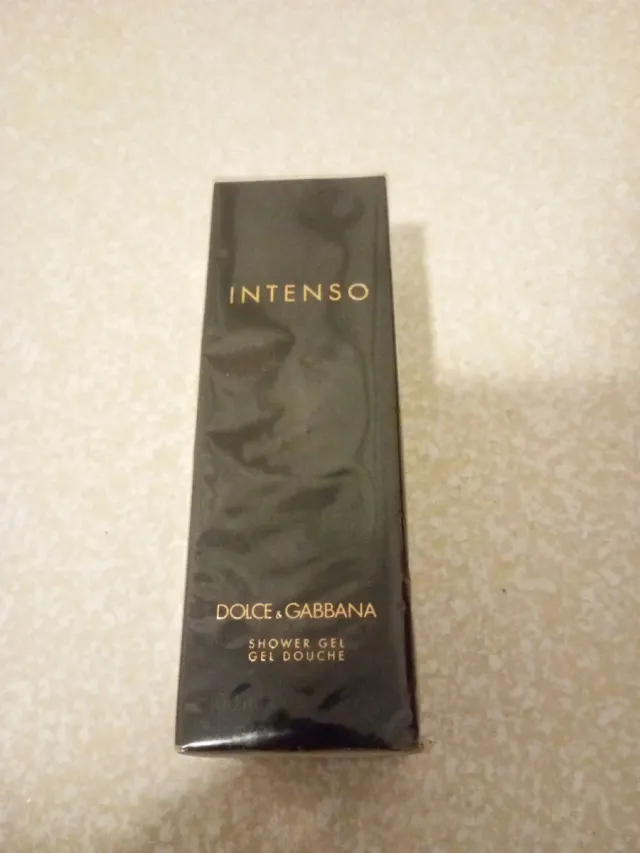 INTENSO
DOLCE & GABBANA
SHOWER GEL
GEL DOUCHE